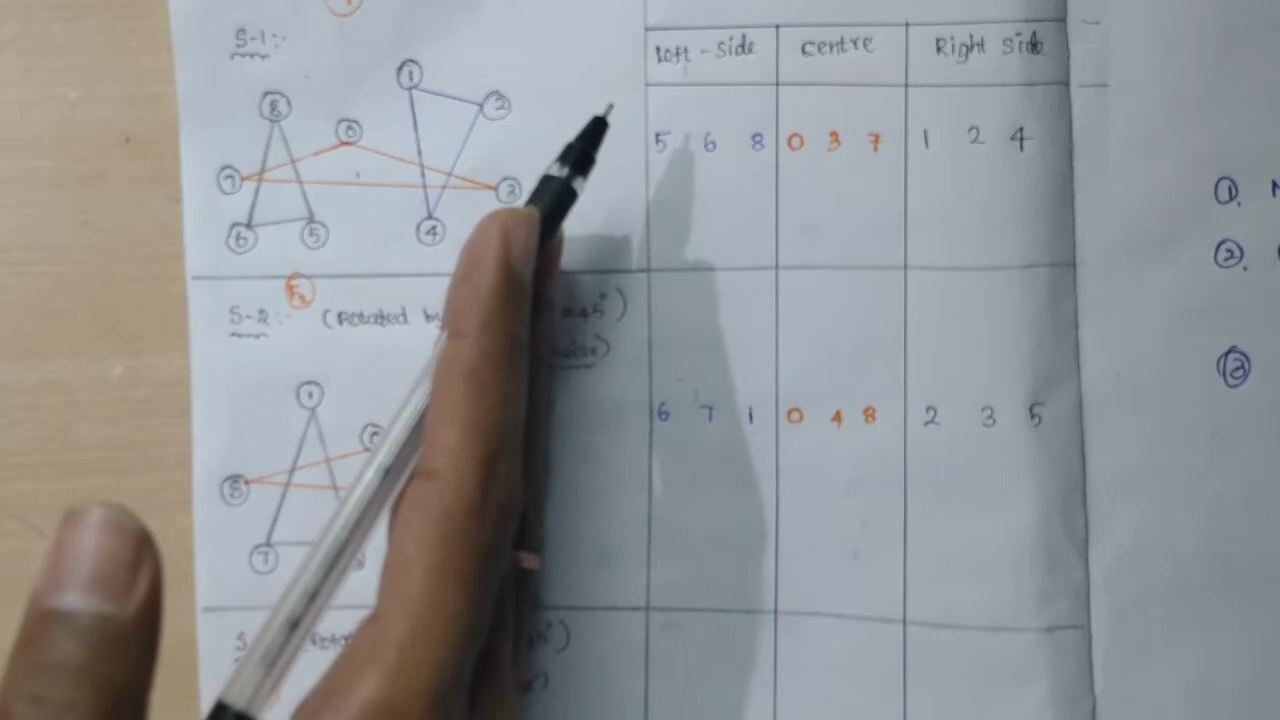 S-1:-
Left-side Centre Right Side
1
8 2
0
7 3
6 5 4
5 6 8 0 3 7 1 2 4
1. N
2.
3
F2
S-2:- (Rotated by =45°)
1
8
7
6 7 1 0 4 8 2 3 5